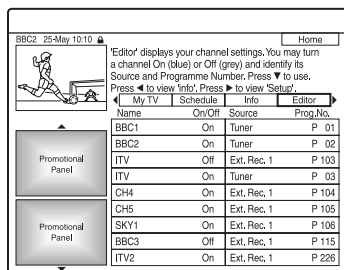 BBC2 25-May 10:10
Home
'Editor' displays your channel settings. You may turn
a channel On (blue) or Off (grey) and identify its
Source and Programme Number. Press ▼ to use.
Press ◀ to view 'info'. Press ▶ to view 'Setup'.
My TV Schedule Info Editor
Name On/Off Source Prog.No.
BBC1 On Tuner P 01
BBC2 On Tuner P 02
ITV Off Ext. Rec. 1 P 103
ITV On Tuner P 03
CH4 On Ext. Rec. 1 P 104
CH5 On Ext. Rec. 1 P 105
SKY1 On Ext. Rec. 1 P 106
BBC3 Off Ext. Rec. 1 P 115
ITV2 On Ext. Rec. 1 P 226
Promotional
Panel
Promotional
Panel